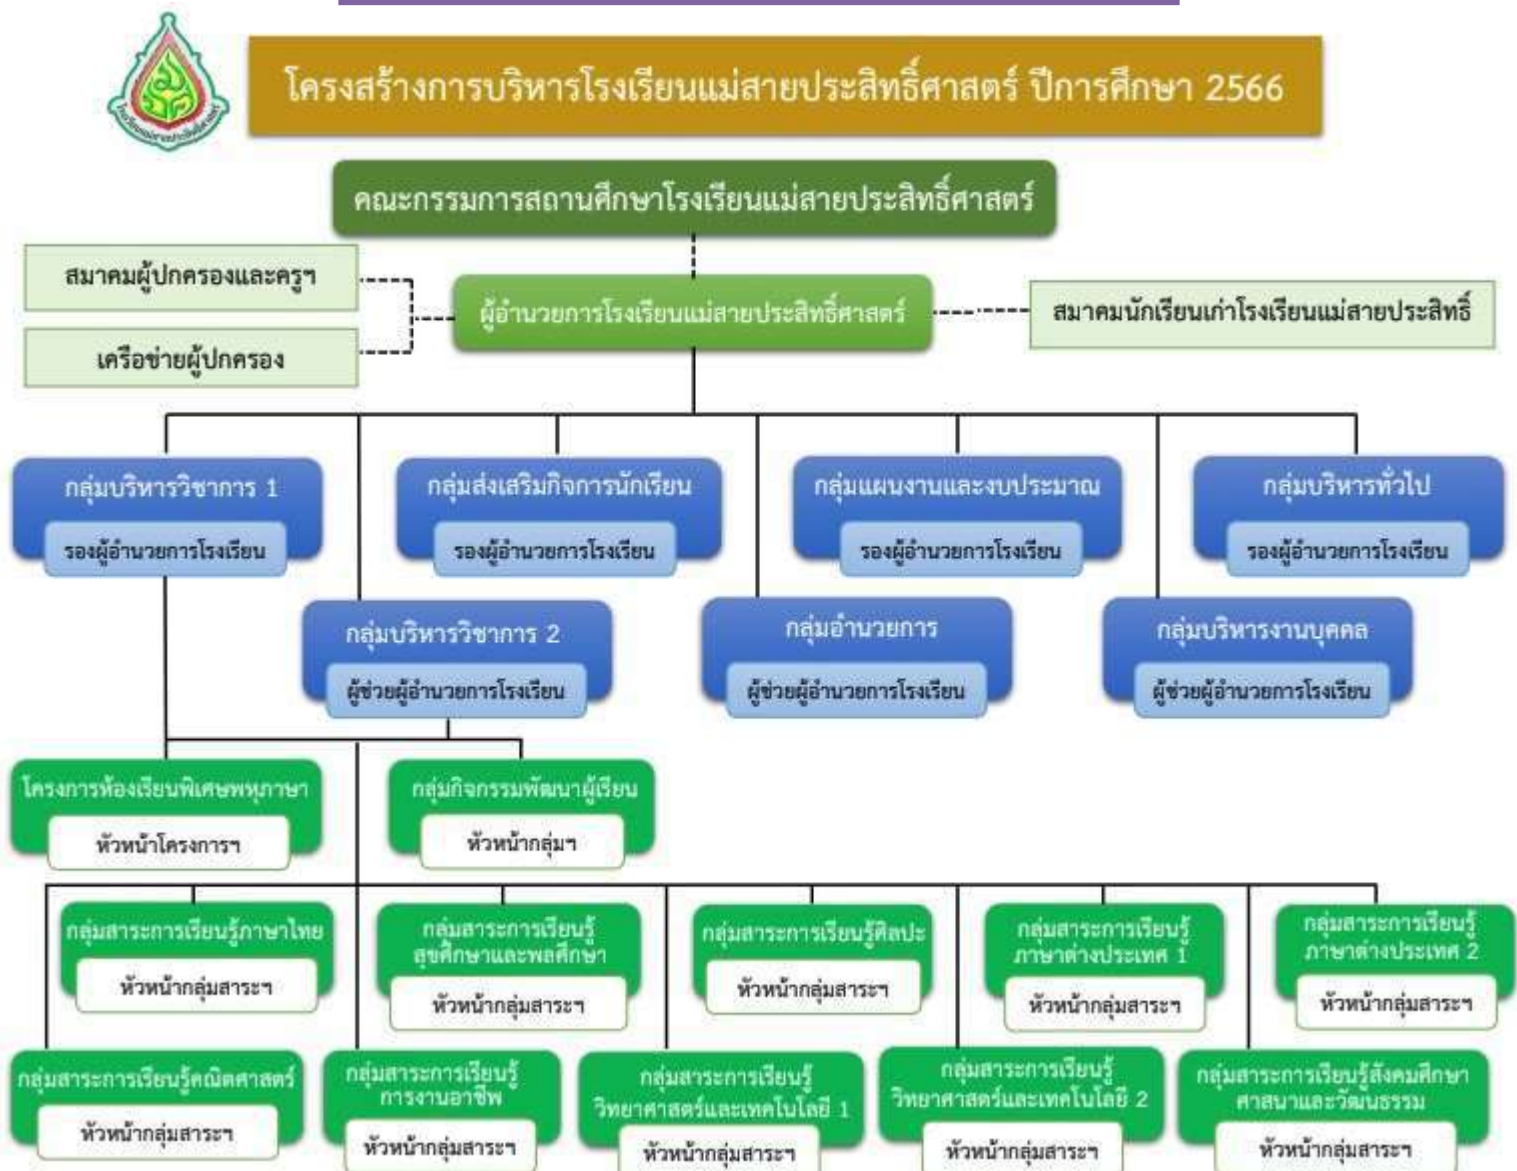 โครงสร้างการบริหารโรงเรียนแม่สายประสิทธิ์ศาสตร์ ปีการศึกษา 2566
โรงเรียนแม่สายประสิทธิ์ศาสตร์
คณะกรรมการสถานศึกษาโรงเรียนแม่สายประสิทธิ์ศาสตร์
สมาคมผู้ปกครองและครูฯ
ผู้อำนวยการโรงเรียนแม่สายประสิทธิ์ศาสตร์
สมาคมนักเรียนเก่าโรงเรียนแม่สายประสิทธิ์
เครือข่ายผู้ปกครอง
กลุ่มบริหารวิชาการ 1
รองผู้อำนวยการโรงเรียน
กลุ่มส่งเสริมกิจการนักเรียน
รองผู้อำนวยการโรงเรียน
กลุ่มแผนงานและงบประมาณ
รองผู้อำนวยการโรงเรียน
กลุ่มบริหารทั่วไป
รองผู้อำนวยการโรงเรียน
กลุ่มบริหารวิชาการ 2
ผู้ช่วยผู้อำนวยการโรงเรียน
กลุ่มอำนวยการ
ผู้ช่วยผู้อำนวยการโรงเรียน
กลุ่มบริหารงานบุคคล
ผู้ช่วยผู้อำนวยการโรงเรียน
โครงการห้องเรียนพิเศษพหุภาษา
หัวหน้าโครงการฯ
กลุ่มกิจกรรมพัฒนาผู้เรียน
หัวหน้ากลุ่มฯ
กลุ่มสาระการเรียนรู้ภาษาไทย
หัวหน้ากลุ่มสาระฯ
กลุ่มสาระการเรียนรู้
สุขศึกษาและพลศึกษา
หัวหน้ากลุ่มสาระฯ
กลุ่มสาระการเรียนรู้ศิลปะ
หัวหน้ากลุ่มสาระฯ
กลุ่มสาระการเรียนรู้
ภาษาต่างประเทศ 1
หัวหน้ากลุ่มสาระฯ
กลุ่มสาระการเรียนรู้
ภาษาต่างประเทศ 2
หัวหน้ากลุ่มสาระฯ
กลุ่มสาระการเรียนรู้คณิตศาสตร์
หัวหน้ากลุ่มสาระฯ
กลุ่มสาระการเรียนรู้
การงานอาชีพ
หัวหน้ากลุ่มสาระฯ
กลุ่มสาระการเรียนรู้
วิทยาศาสตร์และเทคโนโลยี 1
หัวหน้ากลุ่มสาระฯ
กลุ่มสาระการเรียนรู้
วิทยาศาสตร์และเทคโนโลยี 2
หัวหน้ากลุ่มสาระฯ
กลุ่มสาระการเรียนรู้สังคมศึกษา
ศาสนาและวัฒนธรรม
หัวหน้ากลุ่มสาระฯ